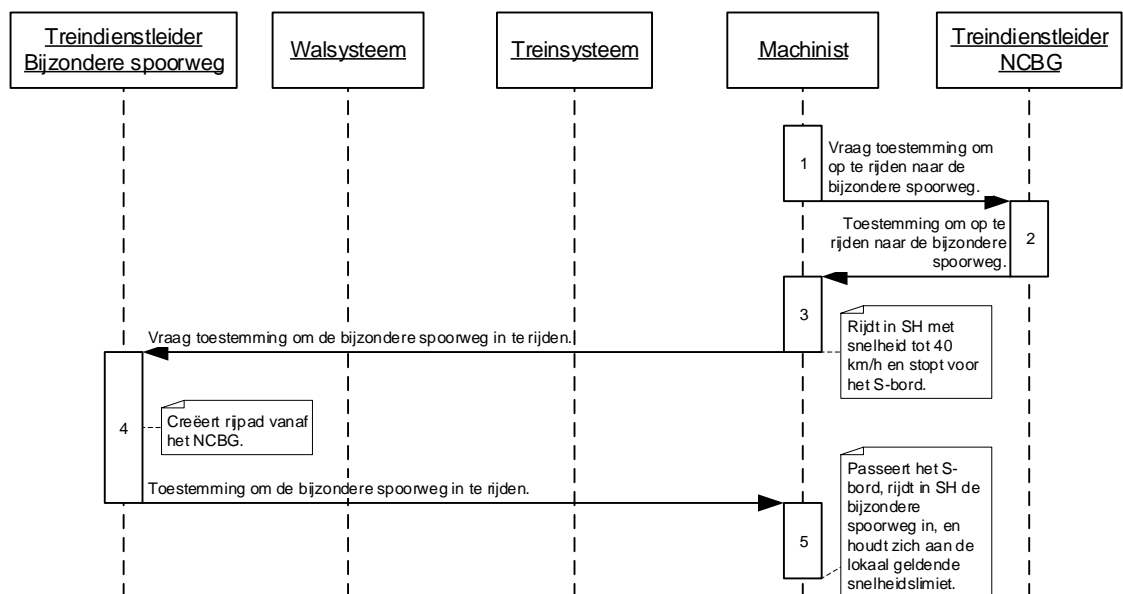 Treindienstleider
Bijzondere spoorweg
Walsysteem
Treinsysteem
Machinist
Treindienstleider
NCBG
1
Vraag toestemming om
op te rijden naar de
bijzondere spoorweg.
Toestemming om op te
rijden naar de bijzondere
spoorweg.
2
3
Rijdt in SH met
snelheid tot 40
km/h en stopt voor
het S-bord.
Vraag toestemming om de bijzondere spoorweg in te rijden.
4
Creëert rijpad vanaf
het NCBG.
Toestemming om de bijzondere spoorweg in te rijden.
5
Passeert het S-
bord, rijdt in SH de
bijzondere
spoorweg in, en
houdt zich aan de
lokaal geldende
snelheidslimiet.